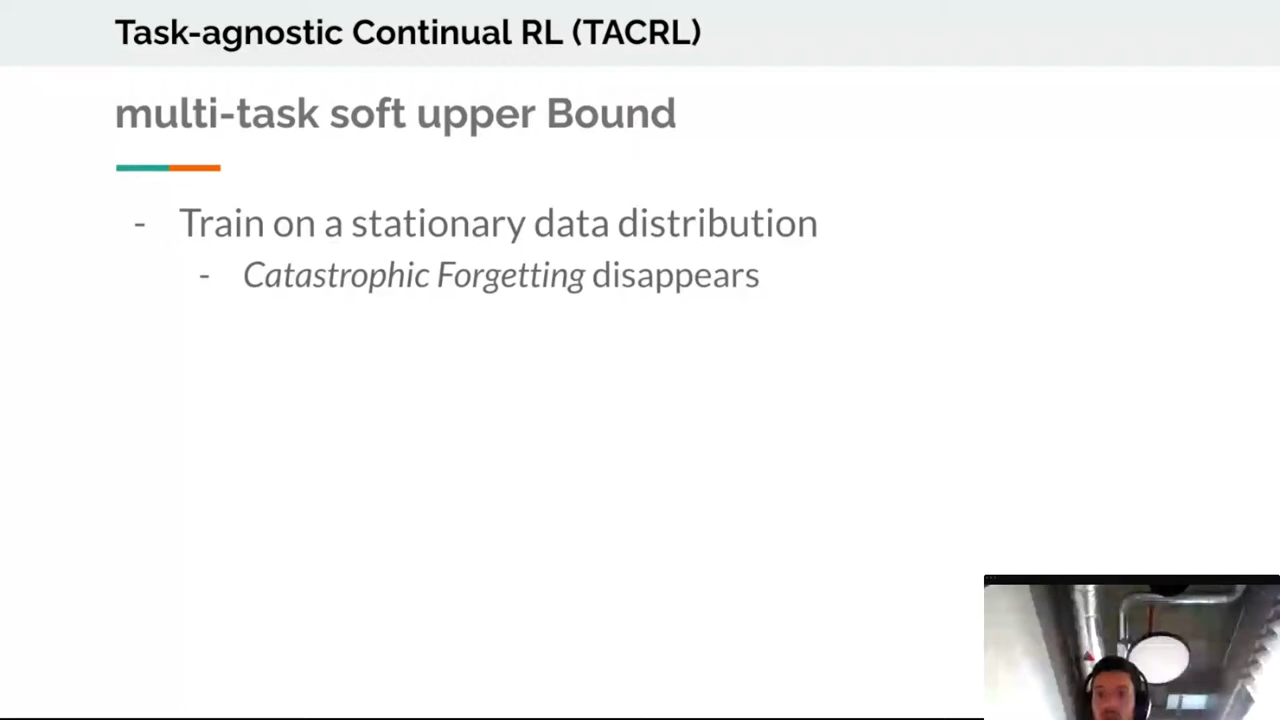 Task-agnostic Continual RL (TACRL)
multi-task soft upper Bound
- Train on a stationary data distribution
- Catastrophic Forgetting disappears